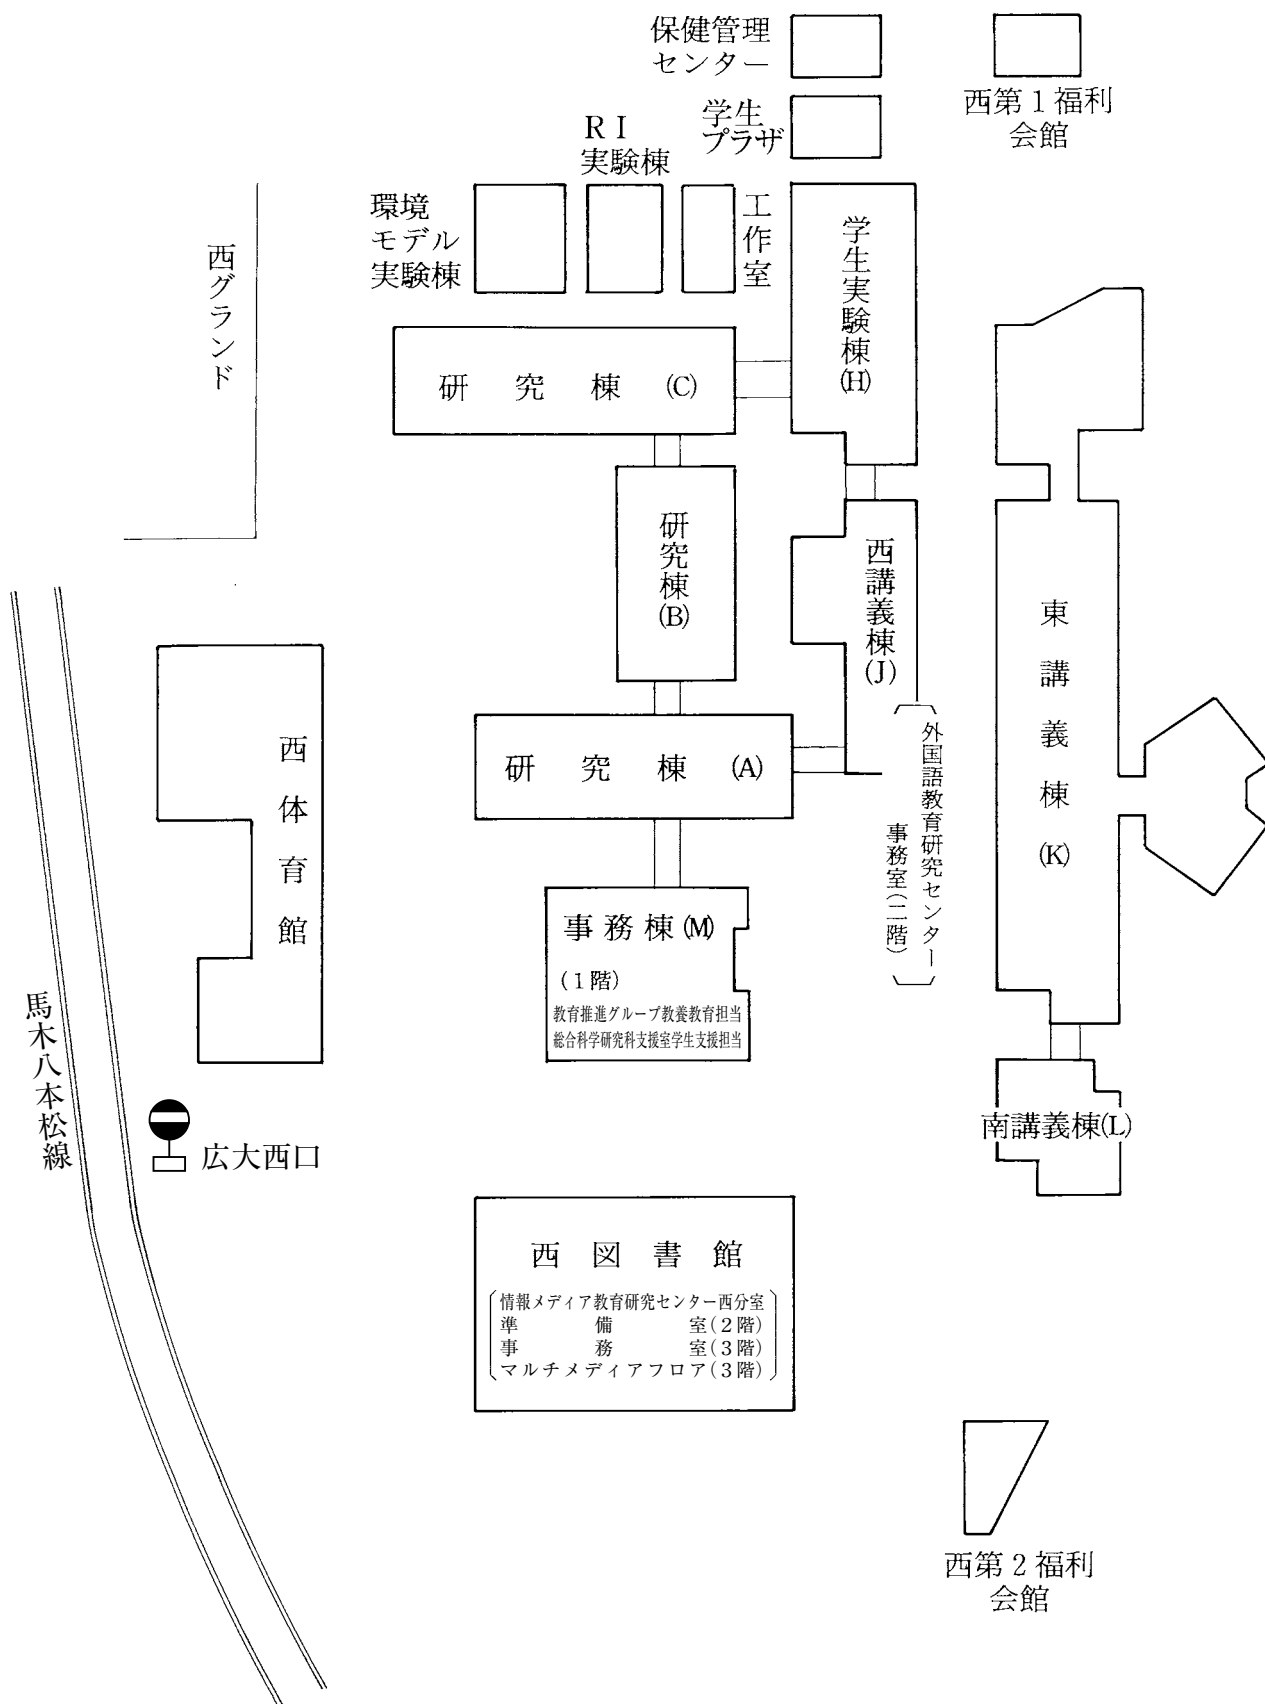 保健管理
センター
西第１福利
会館
学生
プラザ
ＲＩ
実験棟
環境
モデル
実験棟
工作室
学生実験棟(H)
西グランド
研究棟(C)
研究棟(B)
西講義棟(J)
東講義棟(K)
研究棟(A)
外国語教育研究センター
事務室(二階)
西体育館
事務棟(M)
(１階)
教育推進グループ教養教育担当
総合科学研究科支援室学生支援担当
馬木八本松線
広大西口
南講義棟(L)
西図書館
情報メディア教育研究センター西分室
準備室(２階)
事務室(３階)
マルチメディアフロア(３階)
西第２福利
会館